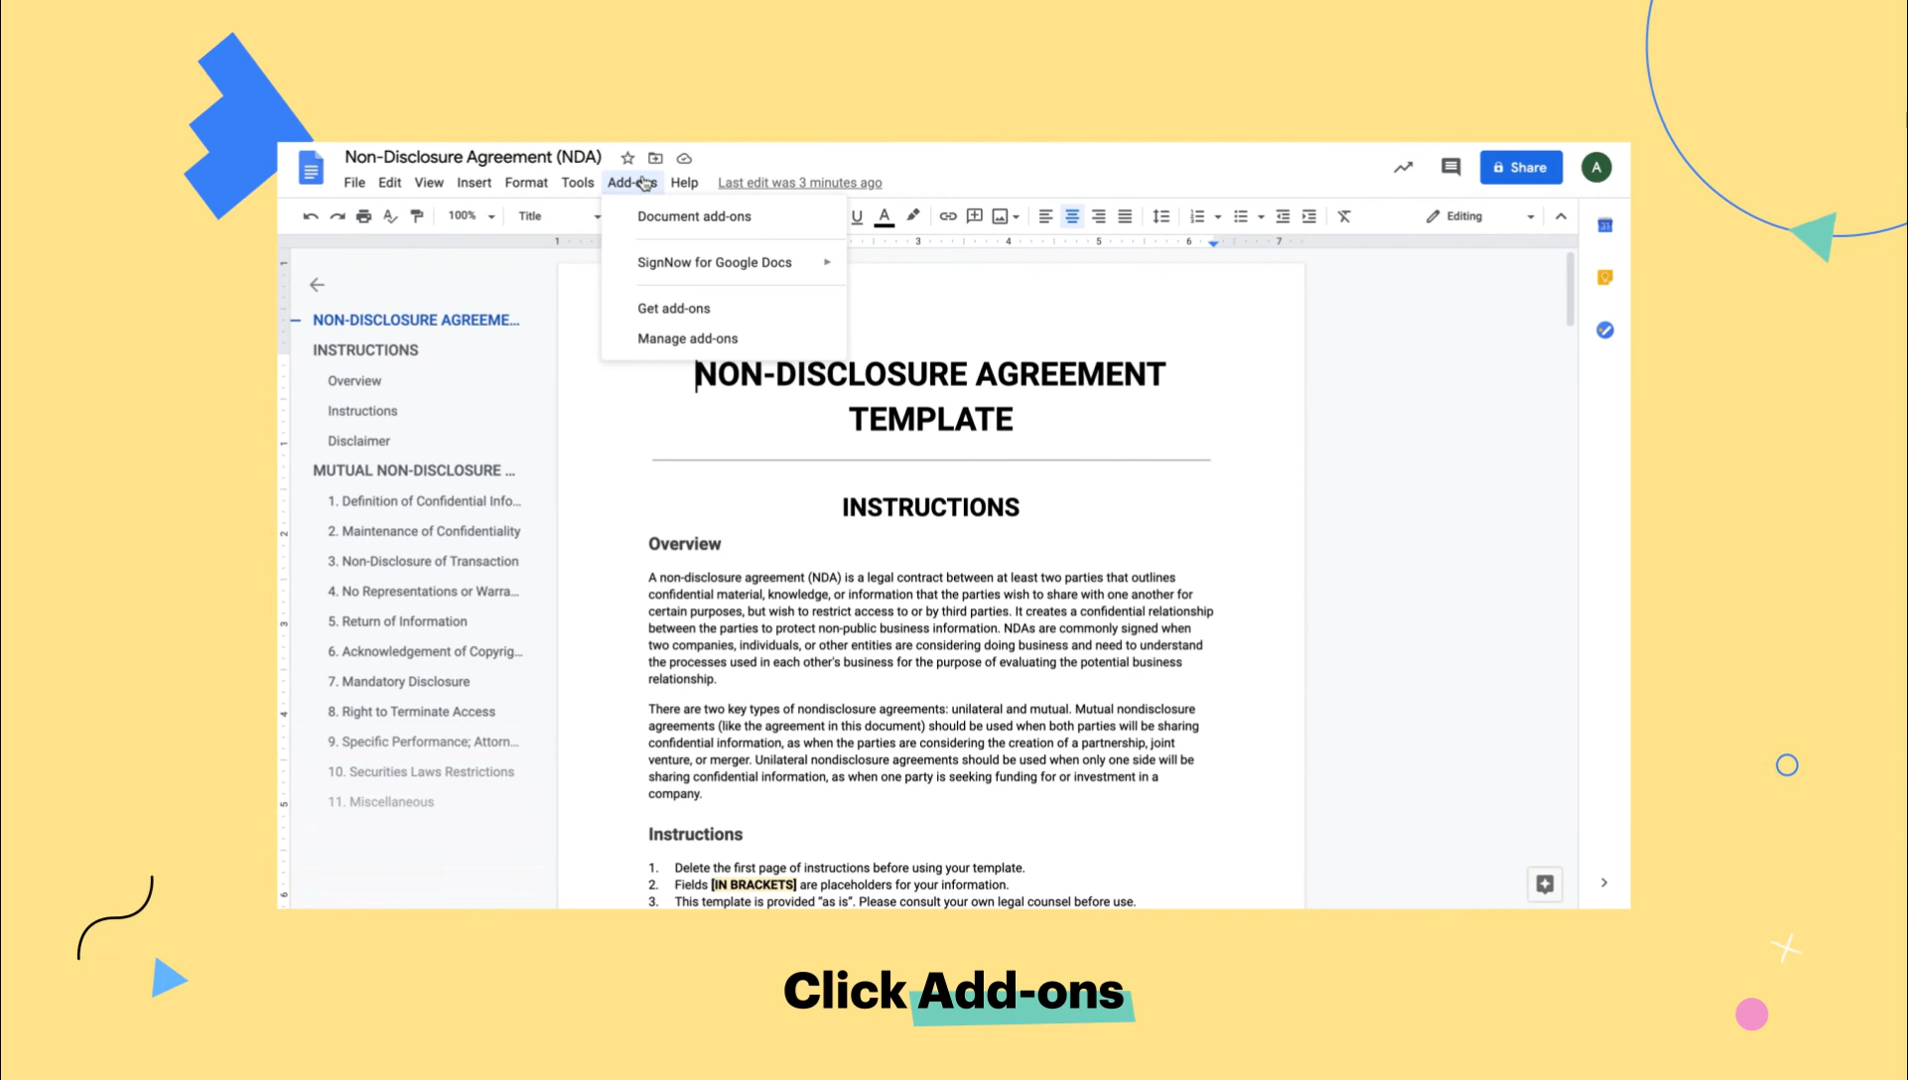 Non-Disclosure Agreement (NDA)
File Edit View Insert Format Tools Add-ons Help Last edit was 3 minutes ago
Share
A
100% Title
U A
Editing
Document add-ons
SignNow for Google Docs
Get add-ons
Manage add-ons
1 3 4 5 6 7
31
1
1
2
3
4
5
6
NON-DISCLOSURE AGREEME...
INSTRUCTIONS
Overview
Instructions
Disclaimer
MUTUAL NON-DISCLOSURE ...
1. Definition of Confidential Info...
2. Maintenance of Confidentiality
3. Non-Disclosure of Transaction
4. No Representations or Warra...
5. Return of Information
6. Acknowledgement of Copyrig...
7. Mandatory Disclosure
8. Right to Terminate Access
9. Specific Performance; Attorn...
10. Securities Laws Restrictions
11. Miscellaneous
NON-DISCLOSURE AGREEMENT
TEMPLATE
INSTRUCTIONS
Overview
A non-disclosure agreement (NDA) is a legal contract between at least two parties that outlines
confidential material, knowledge, or information that the parties wish to share with one another for
certain purposes, but wish to restrict access to or by third parties. It creates a confidential relationship
between the parties to protect non-public business information. NDAs are commonly signed when
two companies, individuals, or other entities are considering doing business and need to understand
the processes used in each other's business for the purpose of evaluating the potential business
relationship.
There are two key types of nondisclosure agreements: unilateral and mutual. Mutual nondisclosure
agreements (like the agreement in this document) should be used when both parties will be sharing
confidential information, as when the parties are considering the creation of a partnership, joint
venture, or merger. Unilateral nondisclosure agreements should be used when only one side will be
sharing confidential information, as when one party is seeking funding for or investment in a
company.
Instructions
1. Delete the first page of instructions before using your template.
2. Fields [IN BRACKETS] are placeholders for your information.
3. This template is provided “as is”. Please consult your own legal counsel before use.
Click Add-ons